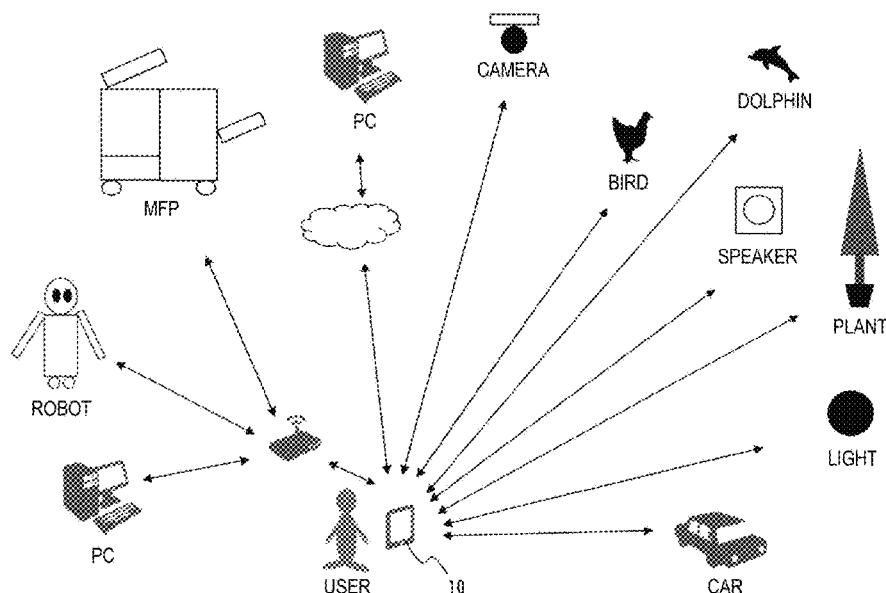 CAMERA
DOLPHIN
PC
BIRD
MFP
SPEAKER
PLANT
ROBOT
LIGHT
PC
USER
10
CAR